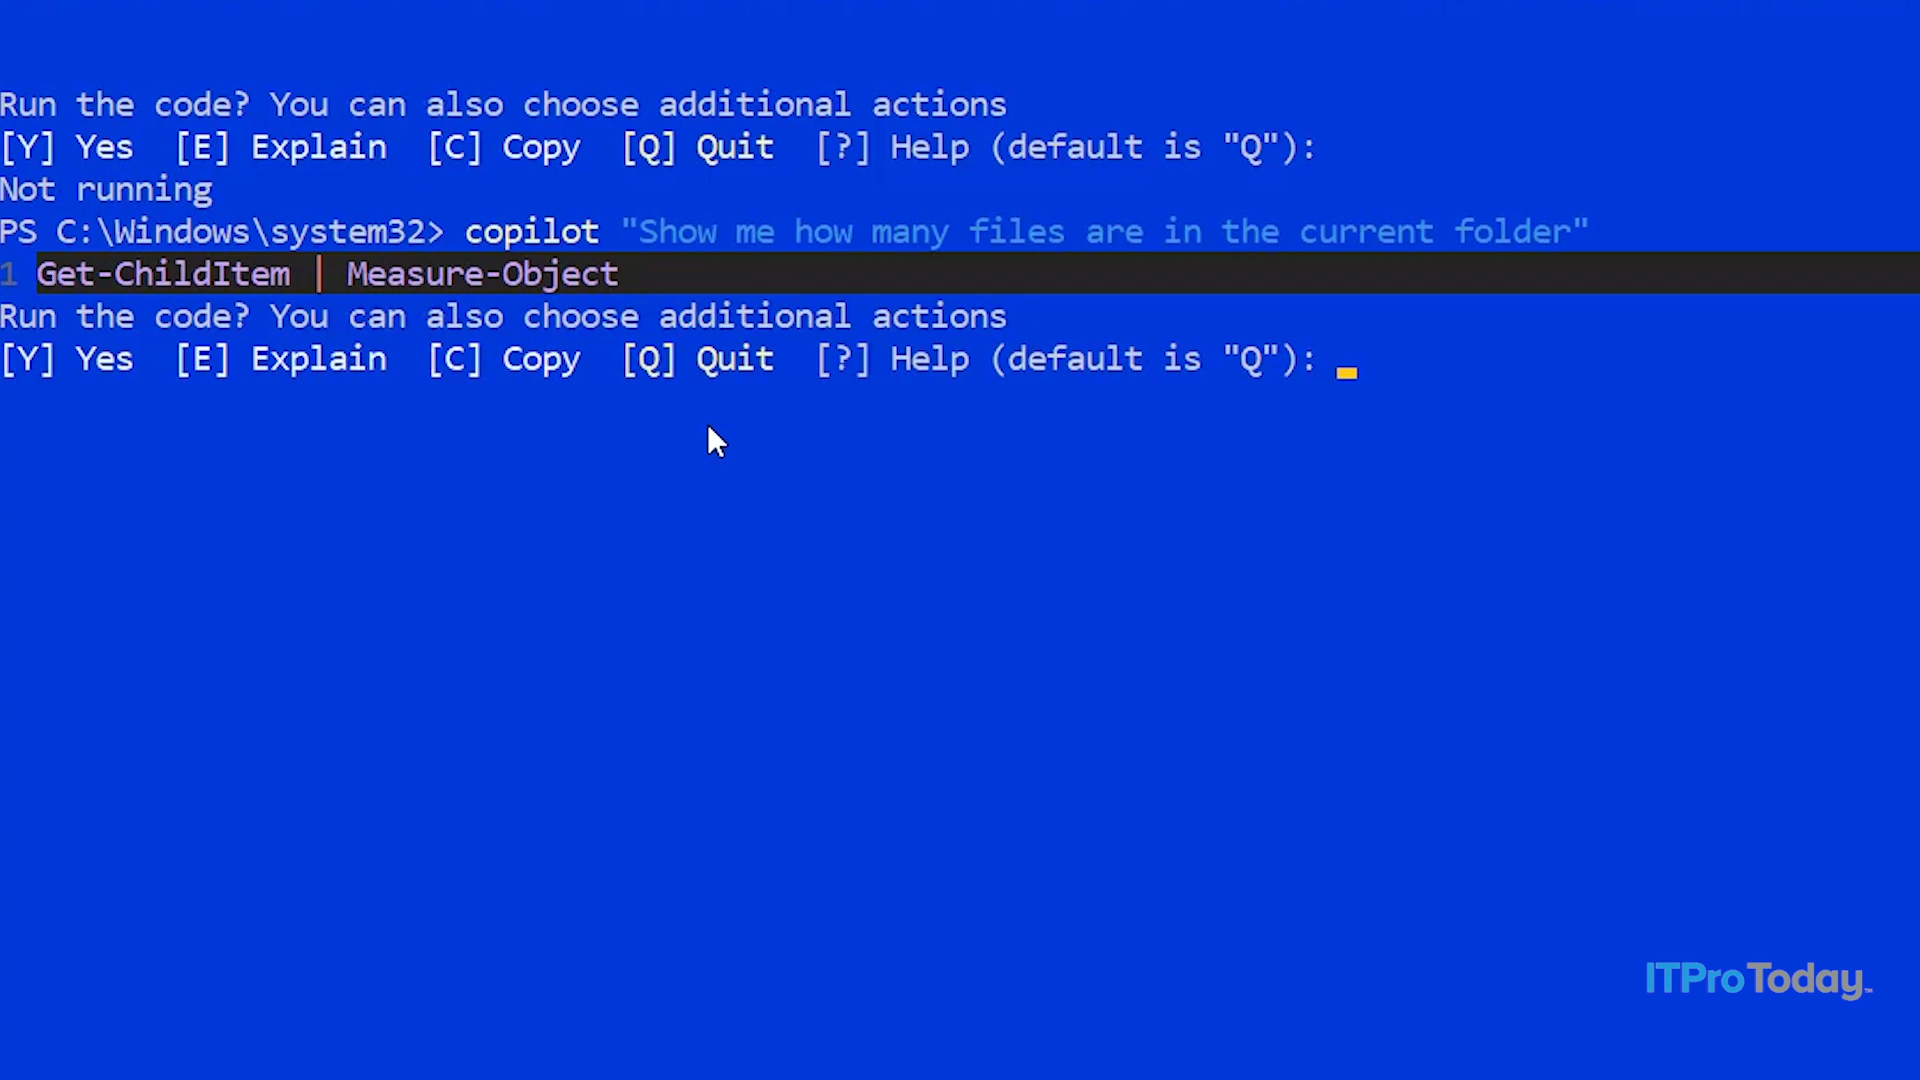 Run the code? You can also choose additional actions
[Y] Yes  [E] Explain  [C] Copy  [Q] Quit  [?] Help (default is "Q"):
Not running
PS C:\Windows\system32> copilot "Show me how many files are in the current folder"
1 Get-ChildItem | Measure-Object
Run the code? You can also choose additional actions
[Y] Yes  [E] Explain  [C] Copy  [Q] Quit  [?] Help (default is "Q"):
ITProToday™